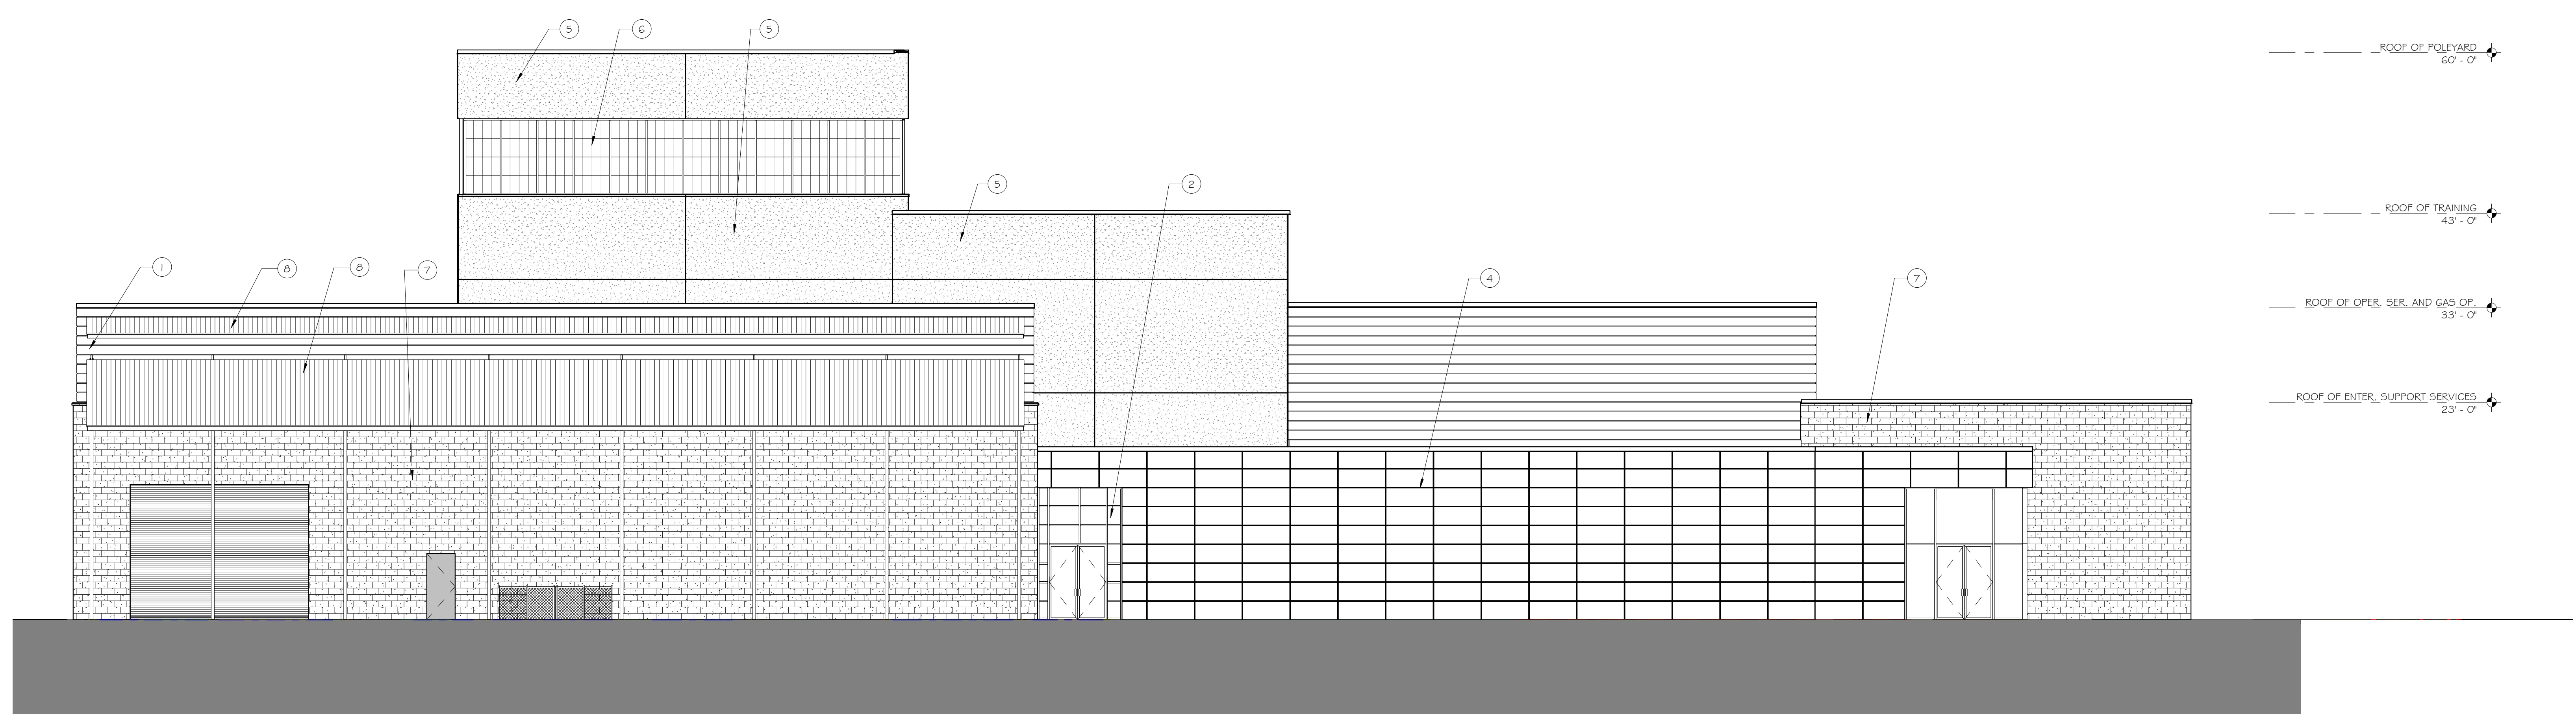 5
6
5
ROOF OF POLEYARD
60' - 0"
5
2
ROOF OF TRAINING
43' - 0"
1
8
8
7
4
7
ROOF OF OPER. SER. AND GAS OP.
33' - 0"
ROOF OF ENTER. SUPPORT SERVICES
23' - 0"